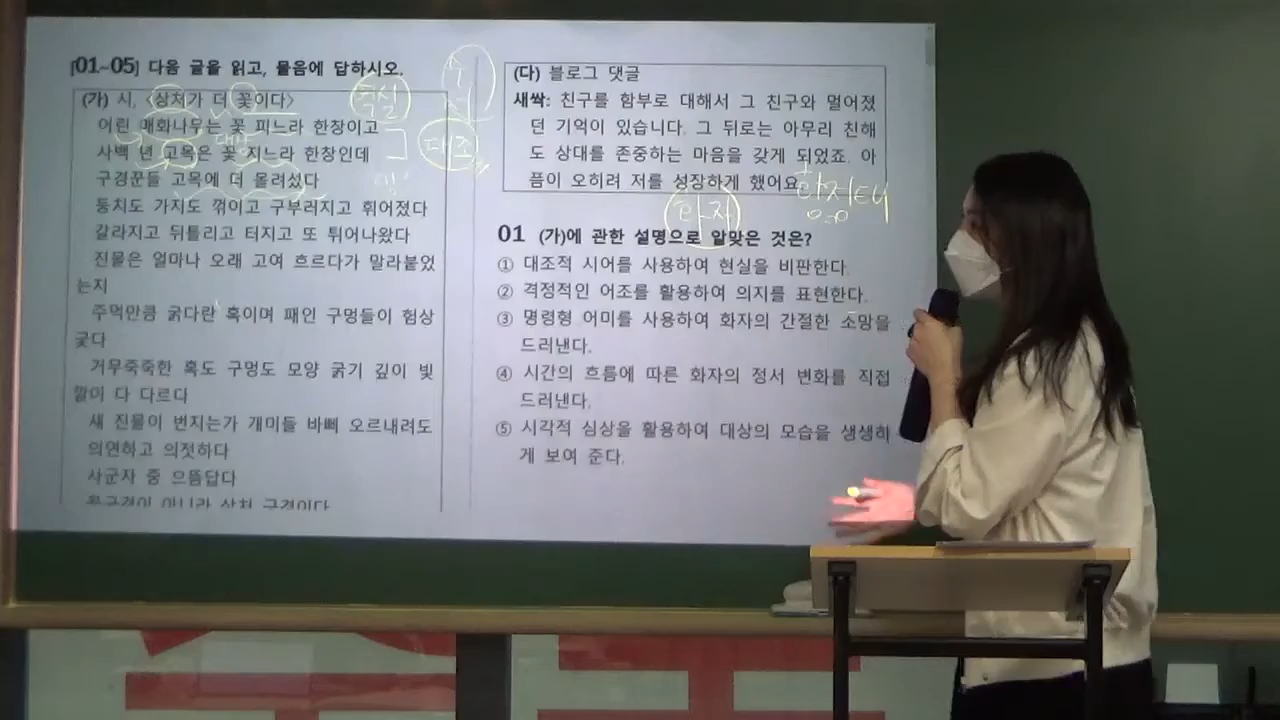 [01~05] 다음 글을 읽고, 물음에 답하시오.
(가) 시, 〈상처가 더 꽃이다〉
어린 매화나무는 꽃 피느라 한창이고
사백 년 고목은 꽃 지느라 한창인데
구경꾼들 고목에 더 몰려섰다
둥치도 가지도 꺾이고 구부러지고 휘어졌다
갈라지고 뒤틀리고 터지고 또 튀어나왔다
진물은 얼마나 오래 고여 흐르다가 말라붙었
는지
주먹만큼 굵다란 혹이며 패인 구멍들이 험상
궂다
거무죽죽한 혹도 구멍도 모양 굵기 깊이 빛
깔이 다 다르다
새 진물이 번지는가 개미들 바삐 오르내려도
의연하고 의젓하다
사군자 중 으뜸답다
꽃구경이 아니라 상처 구경이다
대조
(다) 블로그 댓글
새싹: 친구를 함부로 대해서 그 친구와 멀어졌
던 기억이 있습니다. 그 뒤로는 아무리 친해
도 상대를 존중하는 마음을 갖게 되었죠. 아
픔이 오히려 저를 성장하게 했어요.
화자
01 (가)에 관한 설명으로 알맞은 것은?
① 대조적 시어를 사용하여 현실을 비판한다.
② 격정적인 어조를 활용하여 의지를 표현한다.
③ 명령형 어미를 사용하여 화자의 간절한 소망을
드러낸다.
④ 시간의 흐름에 따른 화자의 정서 변화를 직접
드러낸다.
⑤ 시각적 심상을 활용하여 대상의 모습을 생생하
게 보여 준다.